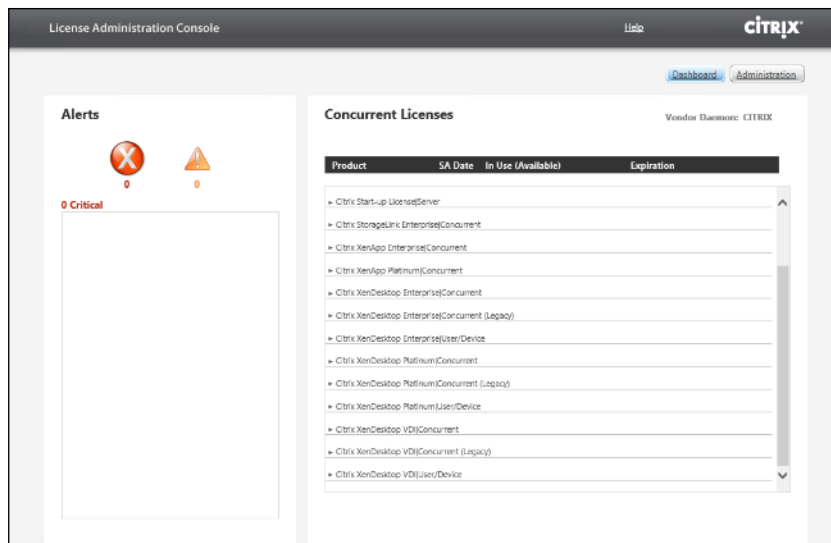 License Administration Console
Help
CİTRIX
Dashboard
Administration
Alerts
0
0
0 Critical
Concurrent Licenses
Vendor Daemon: CITRIX
Product SA Date In Use (Available) Expiration
Citrix Start-up License|Server
Citrix StorageLink Enterprise|Concurrent
Citrix XenApp Enterprise|Concurrent
Citrix XenApp Platinum|Concurrent
Citrix XenDesktop Enterprise|Concurrent
Citrix XenDesktop Enterprise|Concurrent (Legacy)
Citrix XenDesktop Enterprise|User/Device
Citrix XenDesktop Platinum|Concurrent
Citrix XenDesktop Platinum|Concurrent (Legacy)
Citrix XenDesktop Platinum|User/Device
Citrix XenDesktop VDI|Concurrent
Citrix XenDesktop VDI|Concurrent (Legacy)
Citrix XenDesktop VDI|User/Device